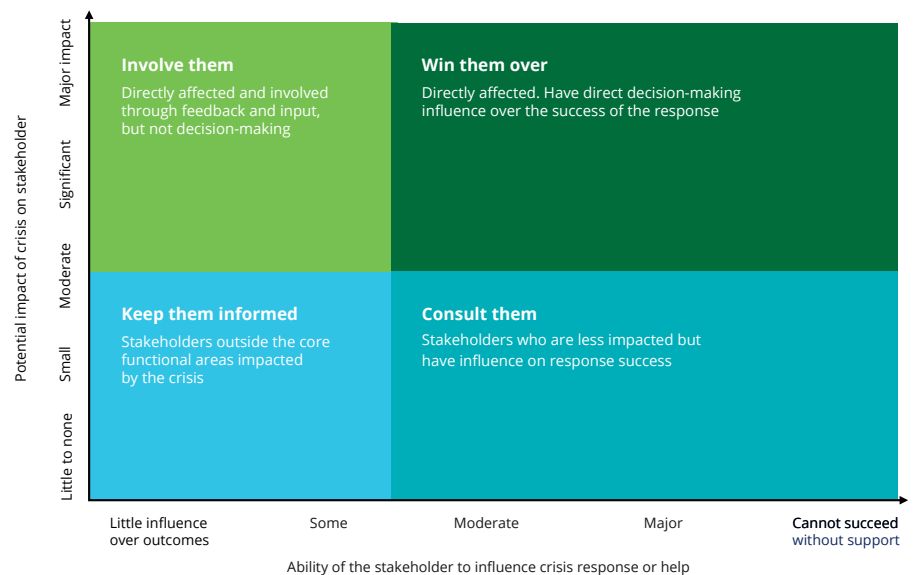 Potential impact of crisis on stakeholder
Major impact
Significant
Moderate
Small
Little to none
Involve them
Directly affected and involved
through feedback and input,
but not decision-making
Win them over
Directly affected. Have direct decision-making
influence over the success of the response
Keep them informed
Stakeholders outside the core
functional areas impacted
by the crisis
Consult them
Stakeholders who are less impacted but
have influence on response success
Little influence
over outcomes
Some
Moderate
Major
Cannot succeed
without support
Ability of the stakeholder to influence crisis response or help